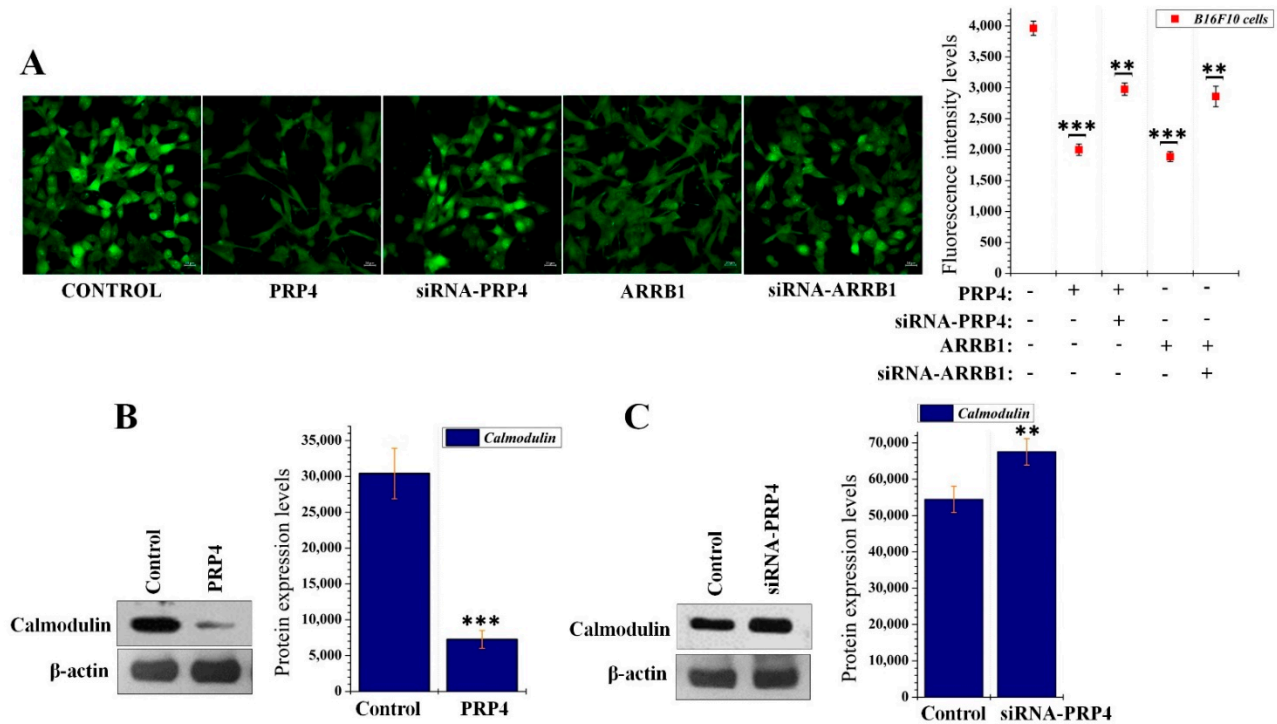 A
CONTROL
PRP4
siRNA-PRP4
ARRB1
siRNA-ARRB1
B16F10 cells
Fluorescence intensity levels
4,000
3,500
3,000
2,500
2,000
1,500
1,000
500
0
***
**
***
**
PRP4: - + + - -
siRNA-PRP4: - - + - -
ARRB1: - - - + +
siRNA-ARRB1: - - - - +
B
Control
PRP4
Calmodulin
β-actin
Calmodulin
Protein expression levels
35,000
30,000
25,000
20,000
15,000
10,000
5,000
0
***
Control
PRP4
C
Control
siRNA-PRP4
Calmodulin
β-actin
Calmodulin
Protein expression levels
70,000
60,000
50,000
40,000
30,000
20,000
10,000
0
**
Control
siRNA-PRP4